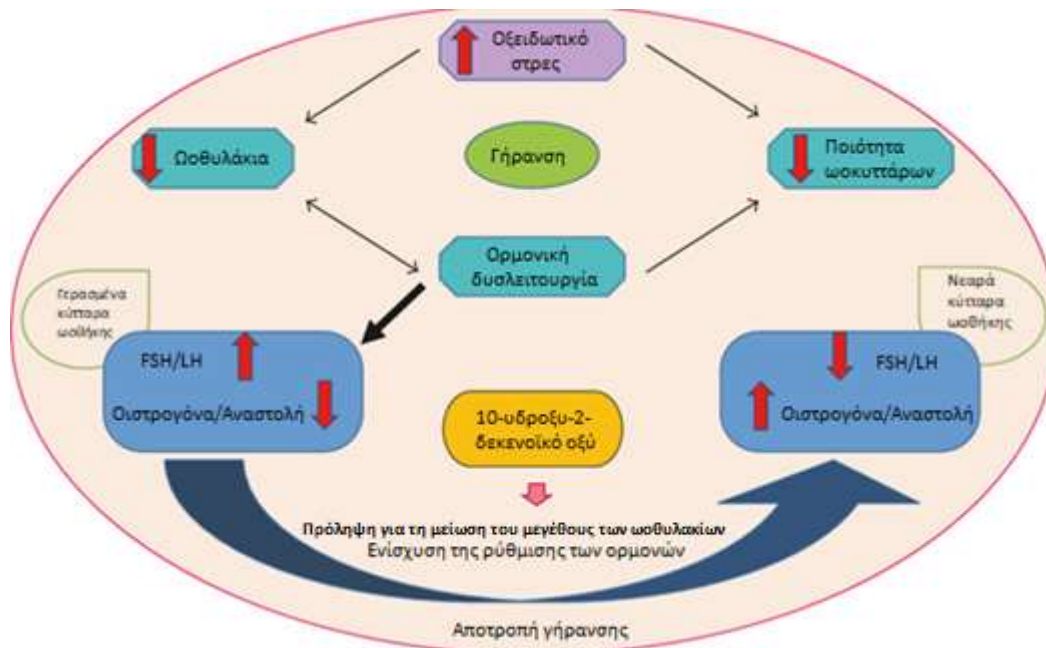 Οξειδωτικό
στρες
Ωοθυλάκια
Γήρανση
Ποιότητα
ωοκυττάρων
Ορμονική
δυσλειτουργία
Γερασμένα
κύτταρα
ωοθήκης
Νεαρά
κύτταρα
ωοθήκης
FSH/LH
Οιστρογόνα/Αναστολή
FSH/LH
Οιστρογόνα/Αναστολή
10-υδροξυ-2-
δεκενοϊκό οξύ
Πρόληψη για τη μείωση του μεγέθους των ωοθυλακίων
Ενίσχυση της ρύθμισης των ορμονών
Αποτροπή γήρανσης